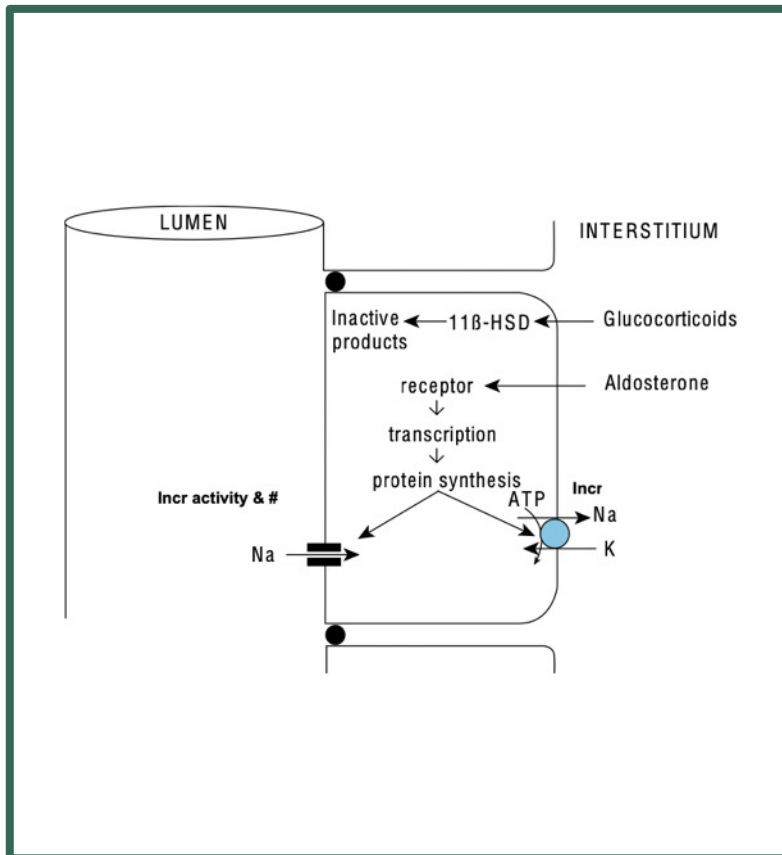 LUMEN
INTERSTITIUM
Inactive products
11ß-HSD
Glucocorticoids
receptor
Aldosterone
transcription
protein synthesis
Incr activity & #
ATP
Incr
Na
Na
K